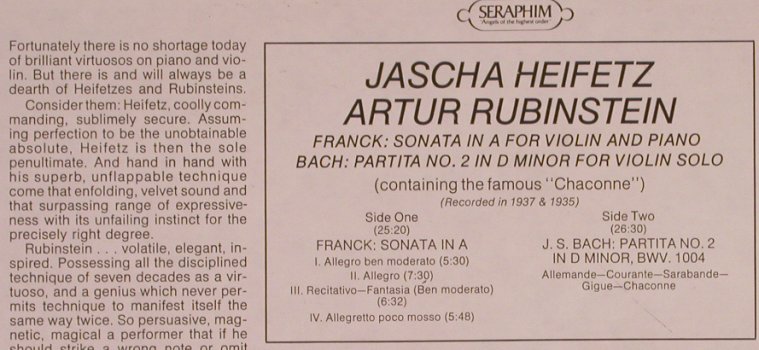 SERAPHIM
"Angels of the highest order"
Fortunately there is no shortage today
of brilliant virtuosos on piano and vio-
lin. But there is and will always be a
dearth of Heifetzes and Rubinsteins.
Consider them: Heifetz, coolly com-
manding, sublimely secure. Assum-
ing perfection to be the unobtainable
absolute, Heifetz is then the sole
penultimate. And hand in hand with
his superb, unflappable technique
come that enfolding, velvet sound and
that surpassing range of expressive-
ness with its unfailing instinct for the
precisely right degree.
Rubinstein . . . volatile, elegant, in-
spired. Possessing all the disciplined
technique of seven decades as a vir-
tuoso, and a genius which never per-
mits technique to manifest itself the
same way twice. So persuasive, mag-
netic, magical a performer that if he
should strike a wrong note or omit
JASCHA HEIFETZ
ARTUR RUBINSTEIN
FRANCK: SONATA IN A FOR VIOLIN AND PIANO
BACH: PARTITA NO. 2 IN D MINOR FOR VIOLIN SOLO
(containing the famous "Chaconne")
(Recorded in 1937 & 1935)
Side One
(25:20)
FRANCK: SONATA IN A
I. Allegro ben moderato (5:30)
II. Allegro (7:30)
III. Recitativo—Fantasia (Ben moderato)
(6:32)
IV. Allegretto poco mosso (5:48)
Side Two
(26:30)
J. S. BACH: PARTITA NO. 2
IN D MINOR, BWV. 1004
Allemande—Courante—Sarabande—
Gigue—Chaconne